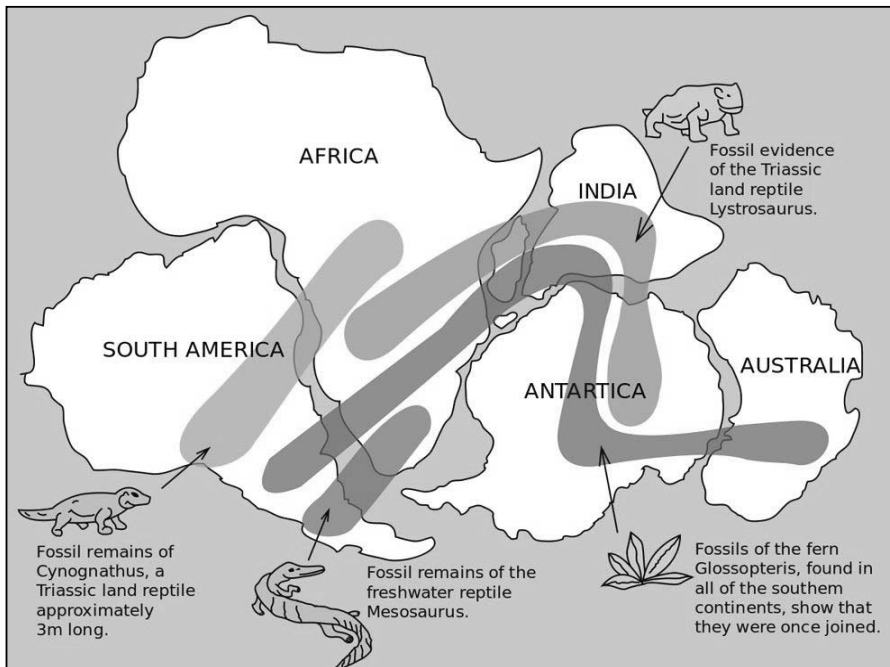 AFRICA
INDIA
Fossil evidence
of the Triassic
land reptile
Lystrosaurus.
SOUTH AMERICA
ANTARTICA
AUSTRALIA
Fossil remains of
Cynognathus, a
Triassic land reptile
approximately
3m long.
Fossil remains of the
freshwater reptile
Mesosaurus.
Fossils of the fern
Glossopteris, found in
all of the southem
continents, show that
they were once joined.